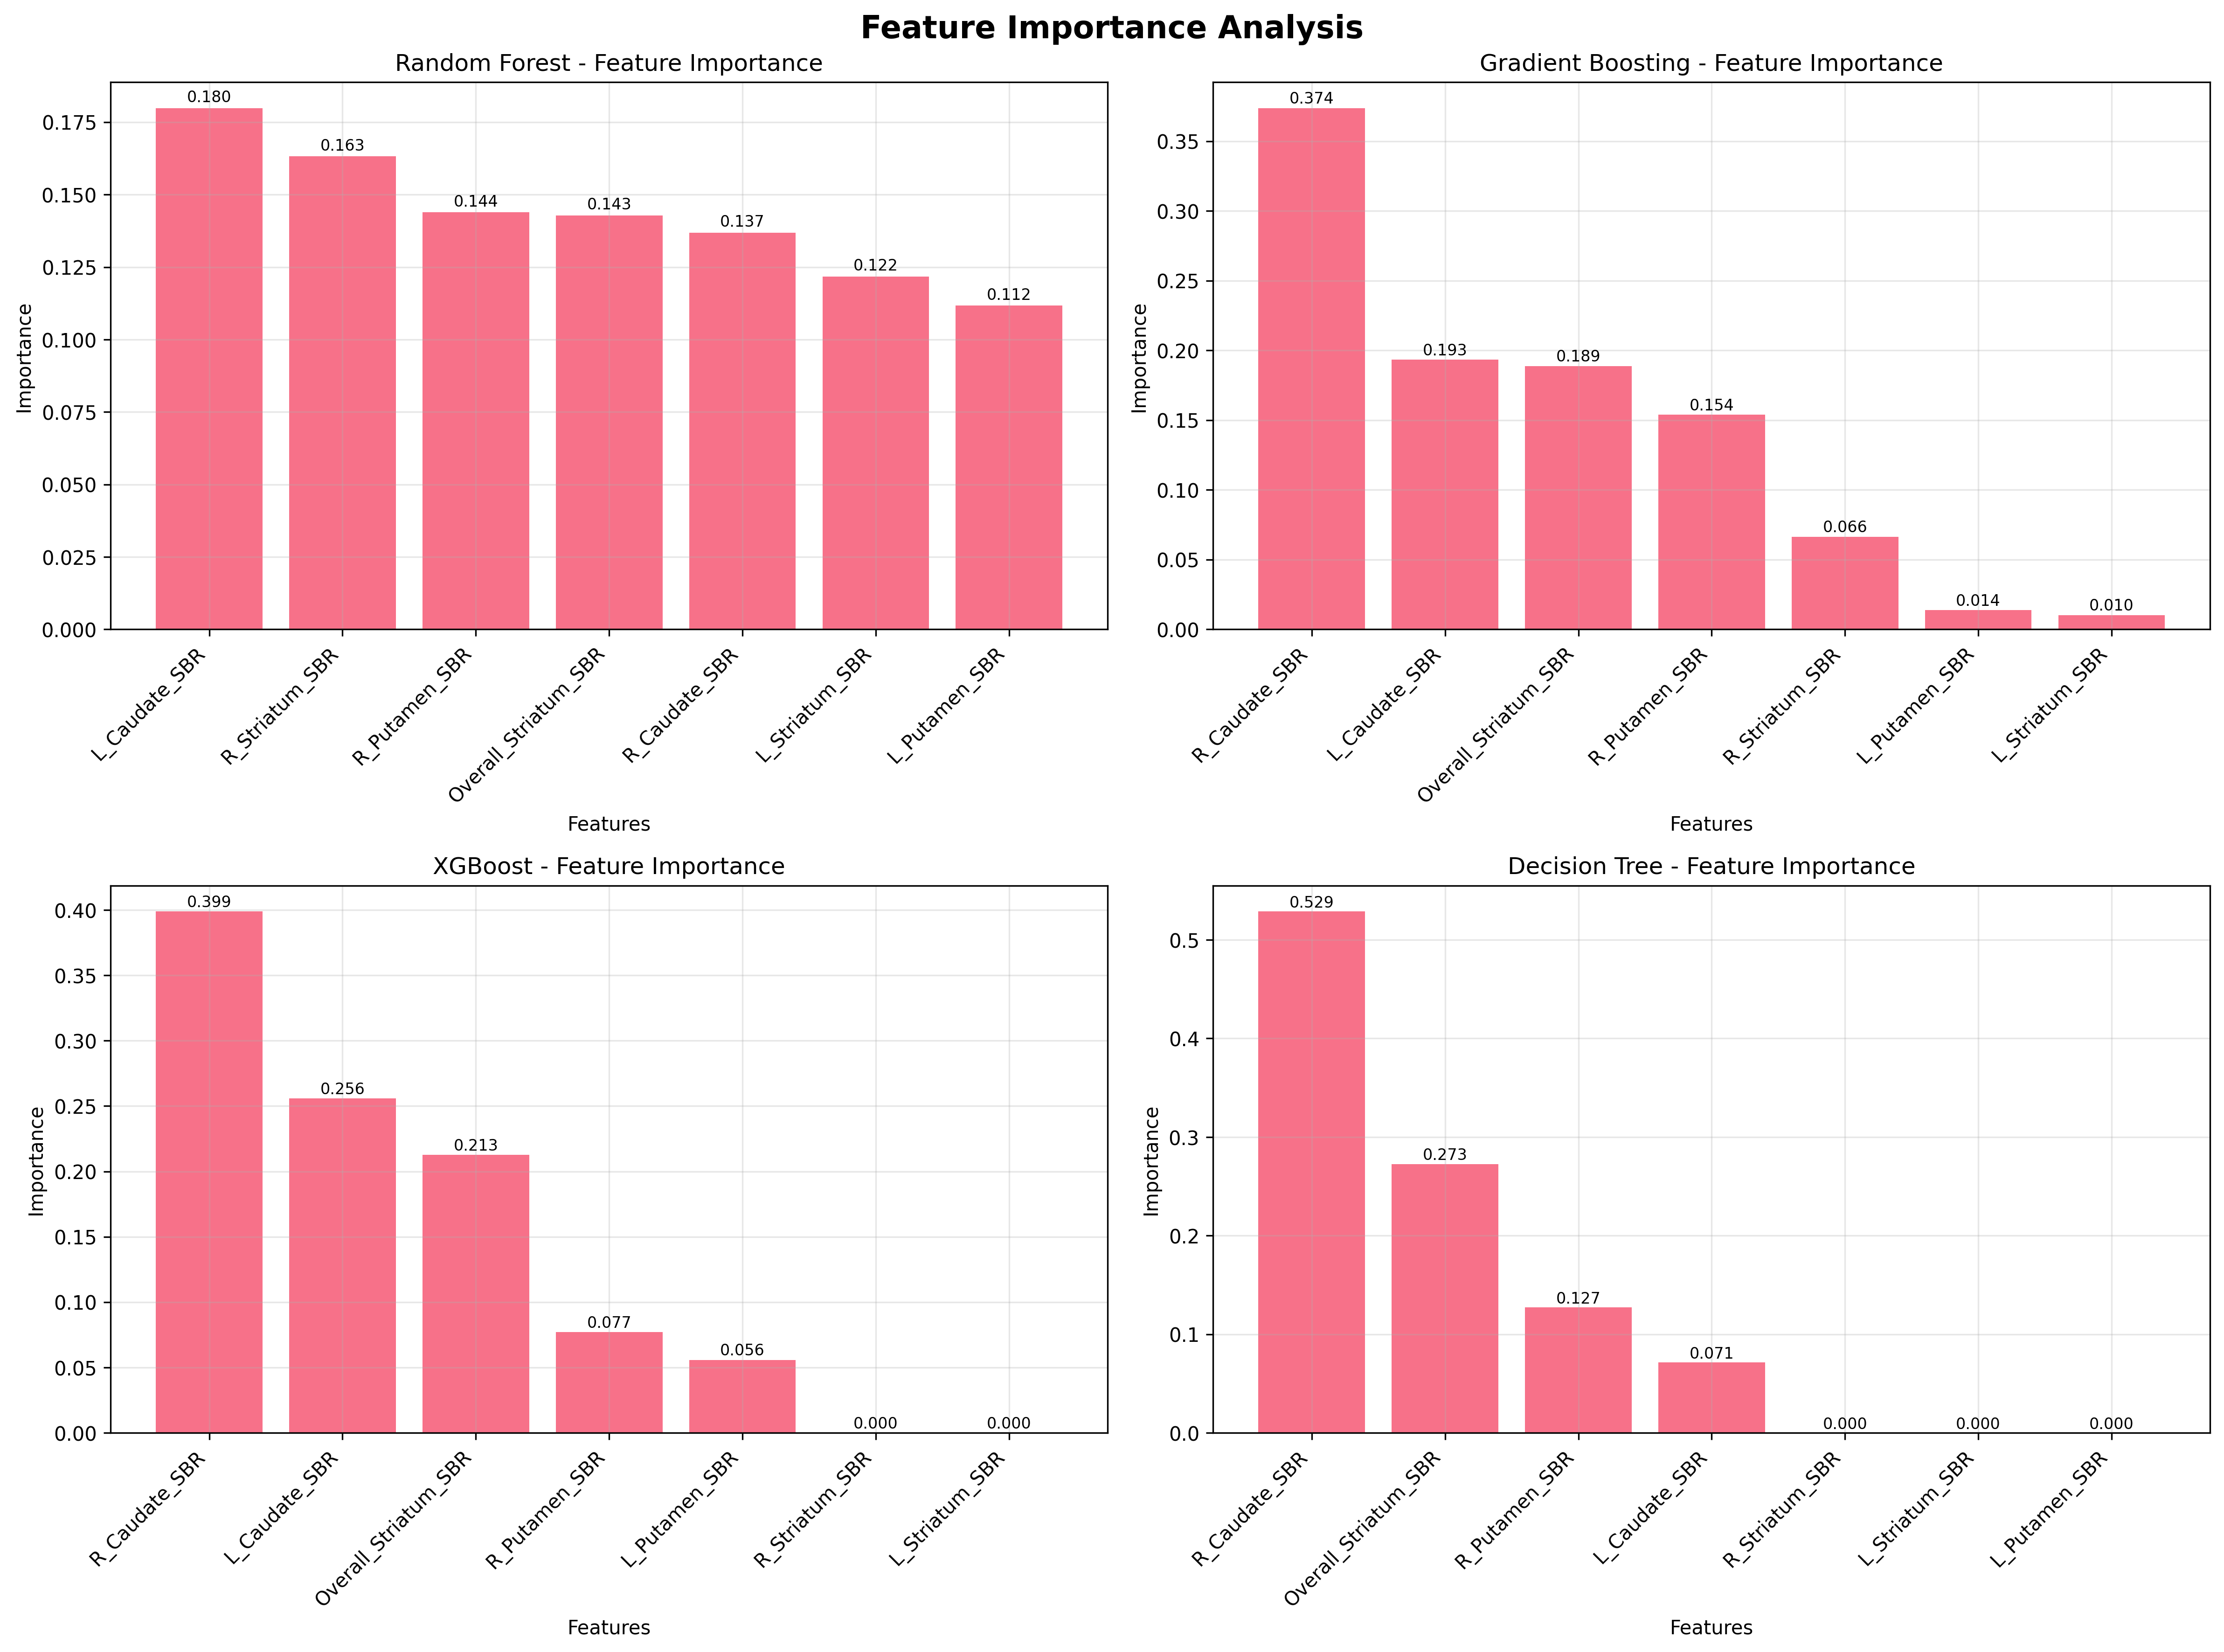 Feature Importance Analysis
Random Forest - Feature Importance
Importance
0.175
0.150
0.125
0.100
0.075
0.050
0.025
0.000
0.180
0.163
0.144
0.143
0.137
0.122
0.112
L_Caudate_SBR
R_Striatum_SBR
R_Putamen_SBR
Overall_Striatum_SBR
R_Caudate_SBR
L_Striatum_SBR
L_Putamen_SBR
Features
Gradient Boosting - Feature Importance
Importance
0.35
0.30
0.25
0.20
0.15
0.10
0.05
0.00
0.374
0.193
0.189
0.154
0.066
0.014
0.010
R_Caudate_SBR
L_Caudate_SBR
Overall_Striatum_SBR
R_Putamen_SBR
R_Striatum_SBR
L_Putamen_SBR
L_Striatum_SBR
Features
XGBoost - Feature Importance
Importance
0.40
0.35
0.30
0.25
0.20
0.15
0.10
0.05
0.00
0.399
0.256
0.213
0.077
0.056
0.000
0.000
R_Caudate_SBR
L_Caudate_SBR
Overall_Striatum_SBR
R_Putamen_SBR
L_Putamen_SBR
R_Striatum_SBR
L_Striatum_SBR
Features
Decision Tree - Feature Importance
Importance
0.5
0.4
0.3
0.2
0.1
0.0
0.529
0.273
0.127
0.071
0.000
0.000
0.000
R_Caudate_SBR
Overall_Striatum_SBR
R_Putamen_SBR
L_Caudate_SBR
R_Striatum_SBR
L_Striatum_SBR
L_Putamen_SBR
Features